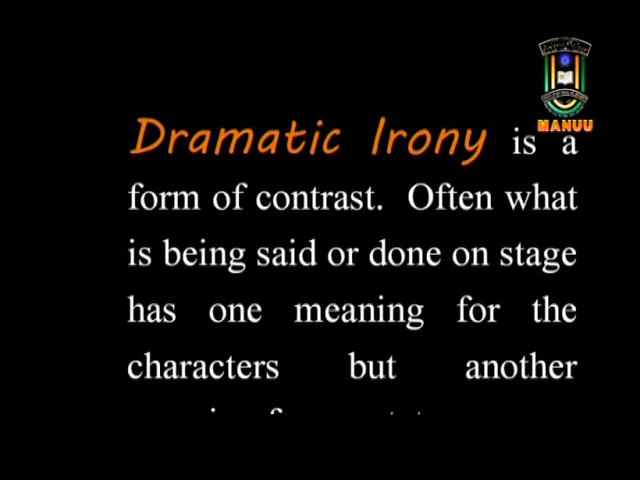 MANUU
Dramatic Irony is a
form of contrast. Often what
is being said or done on stage
has one meaning for the
characters but another